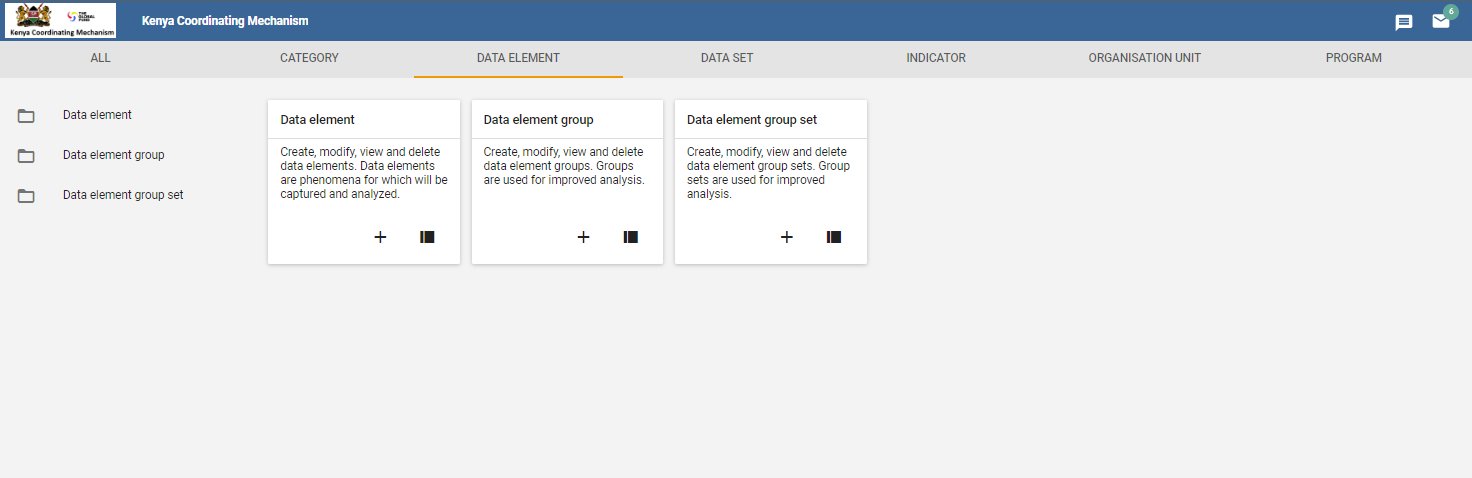 THE
GLOBAL
FUND
Kenya Coordinating Mechanism
Kenya Coordinating Mechanism
6
ALL
CATEGORY
DATA ELEMENT
DATA SET
INDICATOR
ORGANISATION UNIT
PROGRAM
Data element
Data element group
Data element group set
Data element
Create, modify, view and delete
data elements. Data elements
are phenomena for which will be
captured and analyzed.
Data element group
Create, modify, view and delete
data element groups. Groups
are used for improved analysis.
Data element group set
Create, modify, view and delete
data element group sets. Group
sets are used for improved
analysis.